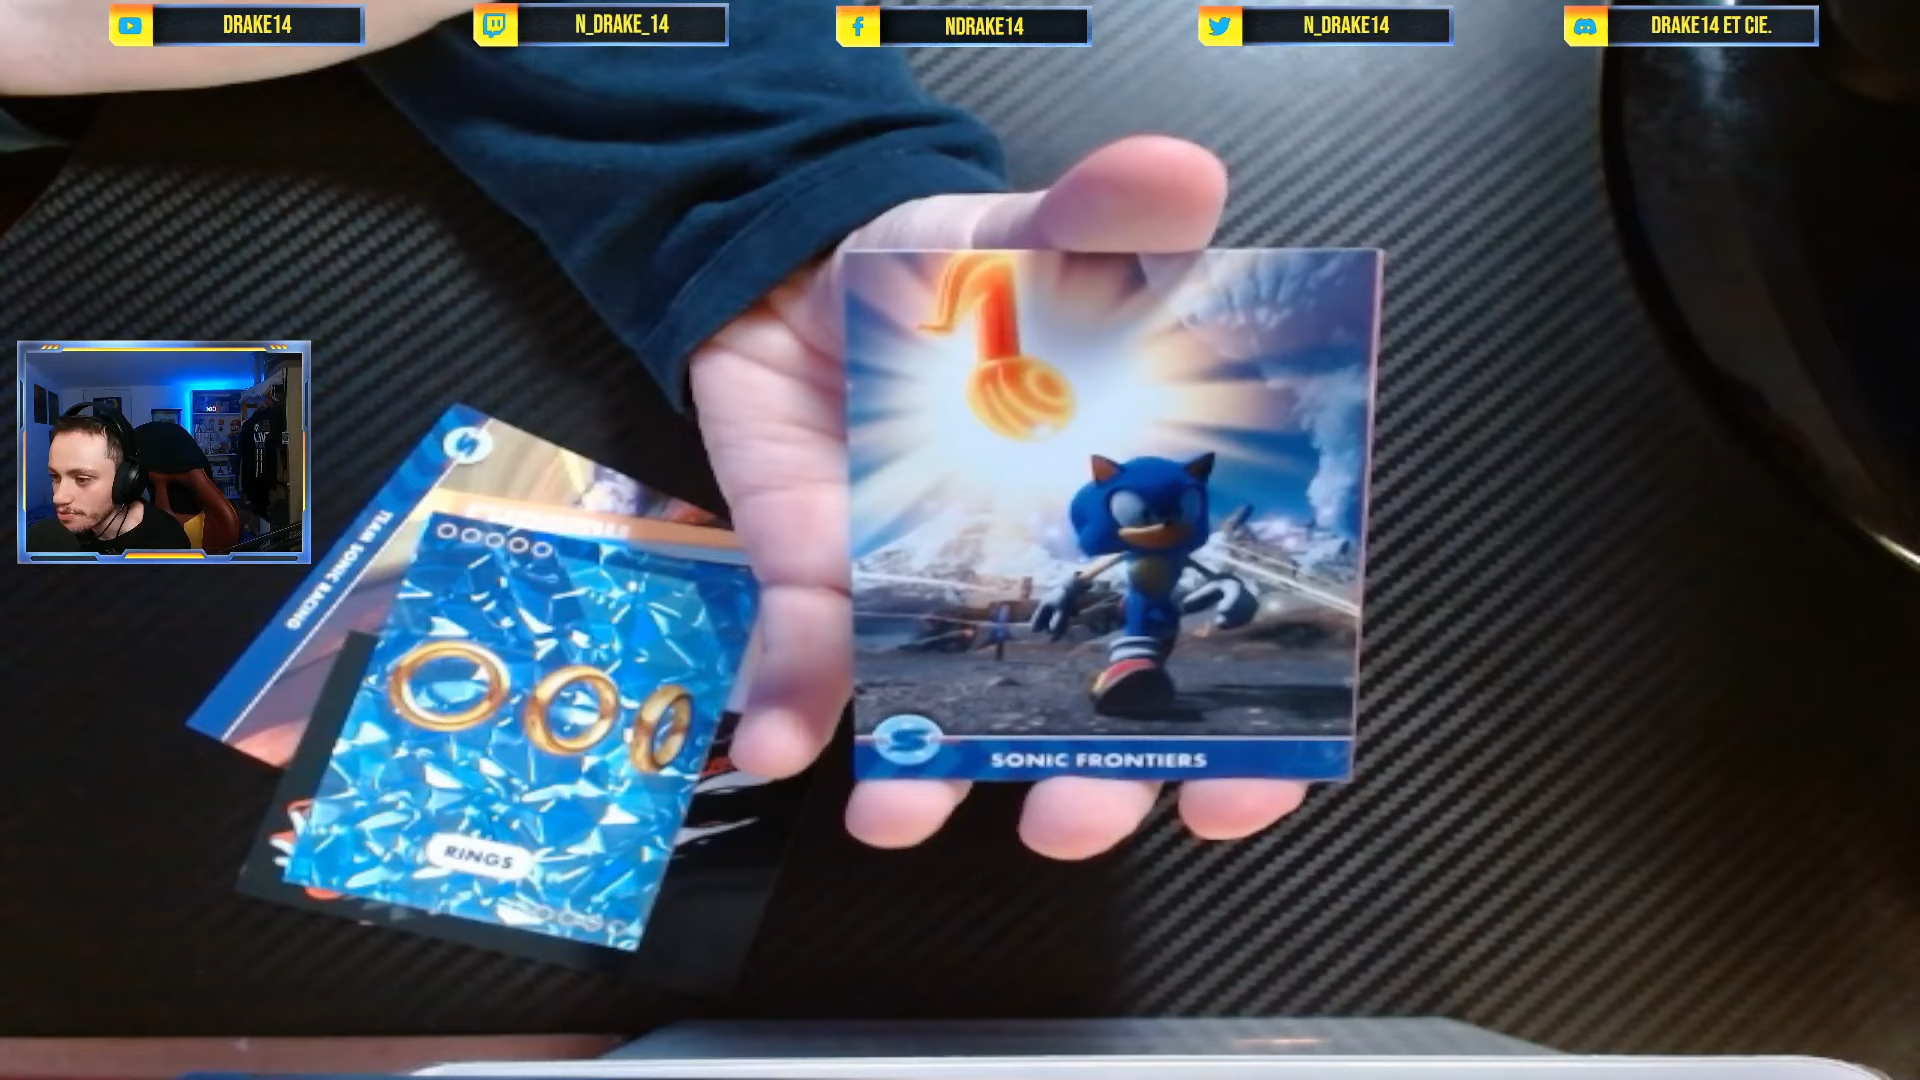 DRAKE14
N_DRAKE_14
NDRAKE14
N_DRAKE14
DRAKE14 ET CIE.
TEAM SONIC RACING
RINGS
SONIC FRONTIERS